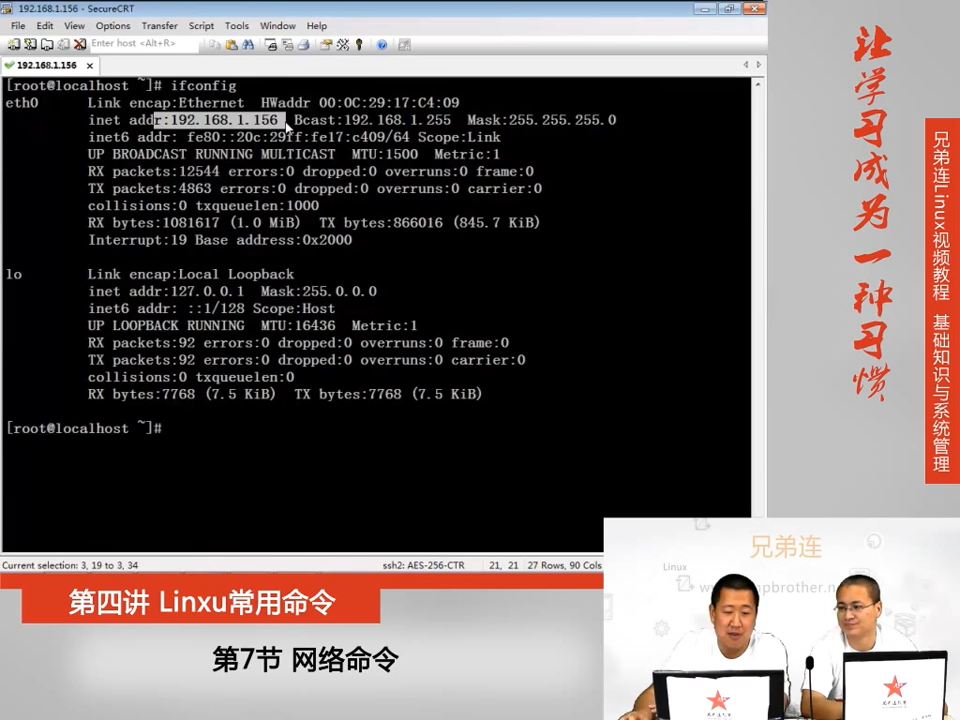 192.168.1.156 - SecureCRT
File Edit View Options Transfer Script Tools Window Help
Enter host <Alt+R>
192.168.1.156
[root@localhost ~]# ifconfig
eth0 Link encap:Ethernet HWaddr 00:0C:29:17:C4:09
inet addr:192.168.1.156 Bcast:192.168.1.255 Mask:255.255.255.0
inet6 addr: fe80::20c:29ff:fe17:c409/64 Scope:Link
UP BROADCAST RUNNING MULTICAST MTU:1500 Metric:1
RX packets:12544 errors:0 dropped:0 overruns:0 frame:0
TX packets:4863 errors:0 dropped:0 overruns:0 carrier:0
collisions:0 txqueuelen:1000
RX bytes:1081617 (1.0 MiB) TX bytes:866016 (845.7 KiB)
Interrupt:19 Base address:0x2000
lo Link encap:Local Loopback
inet addr:127.0.0.1 Mask:255.0.0.0
inet6 addr: ::1/128 Scope:Host
UP LOOPBACK RUNNING MTU:16436 Metric:1
RX packets:92 errors:0 dropped:0 overruns:0 frame:0
TX packets:92 errors:0 dropped:0 overruns:0 carrier:0
collisions:0 txqueuelen:0
RX bytes:7768 (7.5 KiB) TX bytes:7768 (7.5 KiB)
[root@localhost ~]#
Current selection: 3, 19 to 3, 34 ssh2: AES-256-CTR 21, 21 27 Rows, 90 Cols
让学习成为一种习惯
兄弟连Linux视频教程 基础知识与系统管理
第四讲 Linxu常用命令
第7节 网络命令
兄弟连
Linux